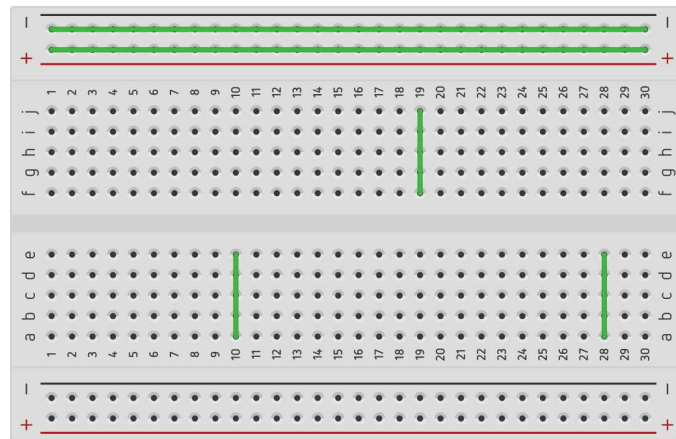 − −
+ +
1 2 3 4 5 6 7 8 9 10 11 12 13 14 15 16 17 18 19 20 21 22 23 24 25 26 27 28 29 30
j j
i i
h h
g g
f f
e e
d d
c c
b b
a a
1 2 3 4 5 6 7 8 9 10 11 12 13 14 15 16 17 18 19 20 21 22 23 24 25 26 27 28 29 30
− −
+ +